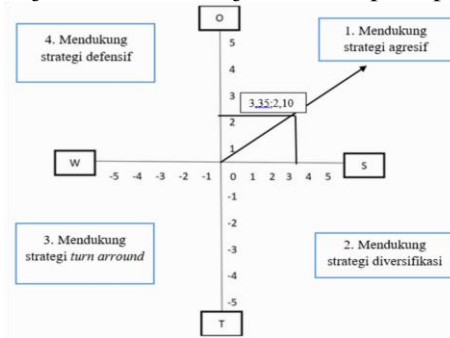 O
4. Mendukung
strategi defensif
1. Mendukung
strategi agresif
5
4
3
3,35;2,10
2
1
W
-5 -4 -3 -2 -1 0 1 2 3 4 5
S
-1
-2
3. Mendukung
strategi turn arround
2. Mendukung
strategi diversifikasi
-3
-4
-5
T